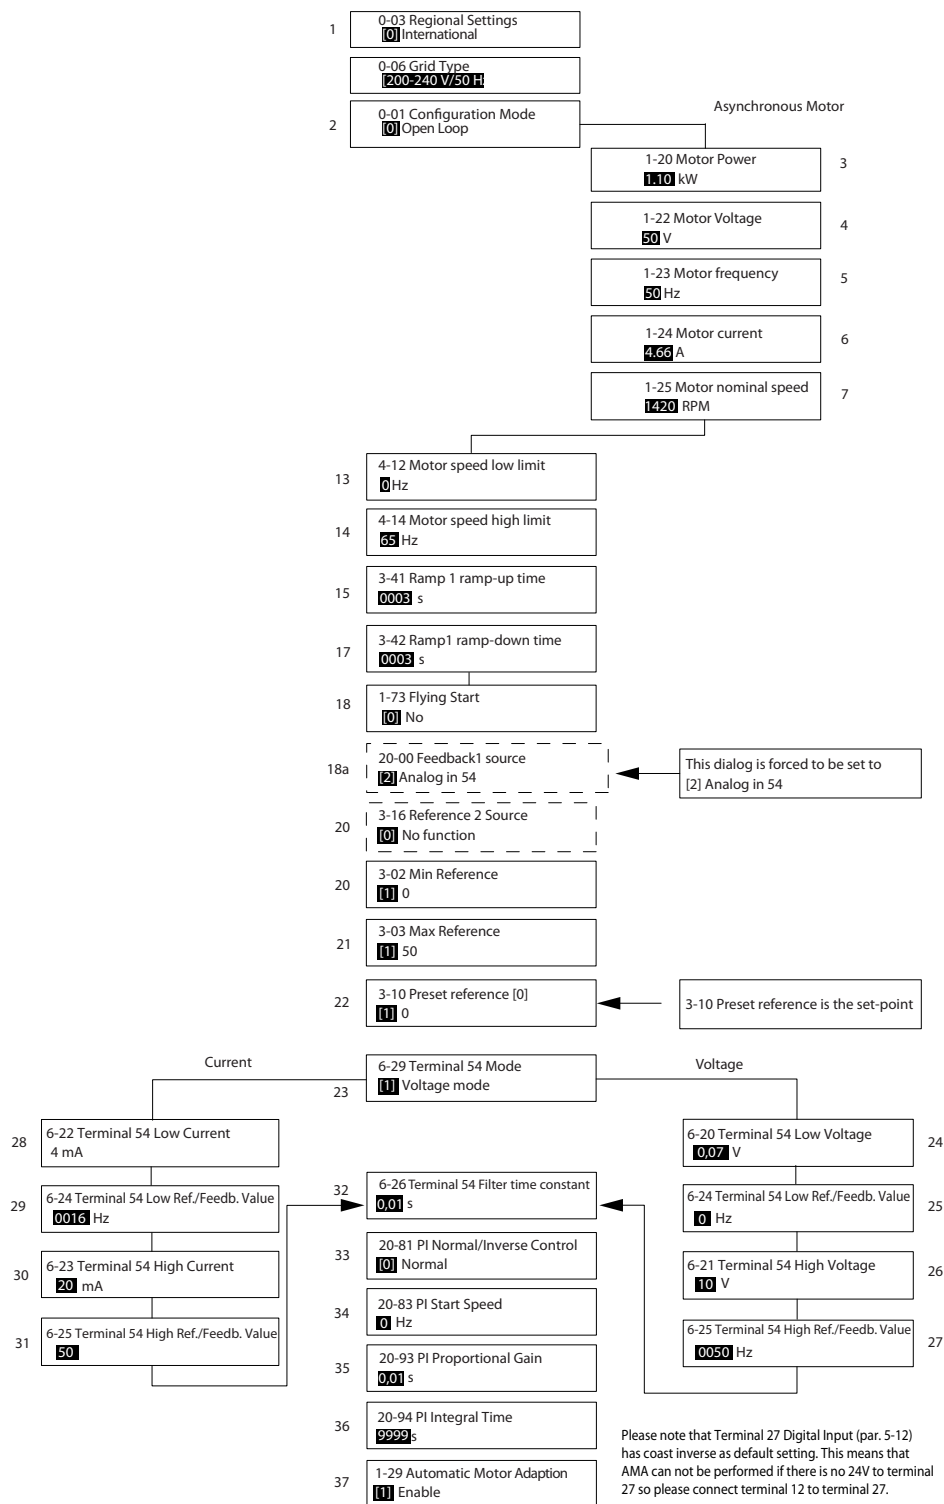 1
0-03 Regional Settings
[0] International
0-06 Grid Type
[200-240 V/50 H
2
0-01 Configuration Mode
[0] Open Loop
Asynchronous Motor
1-20 Motor Power
1.10 kW
3
1-22 Motor Voltage
50 V
4
1-23 Motor frequency
50 Hz
5
1-24 Motor current
4.66 A
6
1-25 Motor nominal speed
1420 RPM
7
13
4-12 Motor speed low limit
0 Hz
14
4-14 Motor speed high limit
65 Hz
15
3-41 Ramp 1 ramp-up time
0003 s
17
3-42 Ramp1 ramp-down time
0003 s
18
1-73 Flying Start
[0] No
18a
20-00 Feedback1 source
[2] Analog in 54
This dialog is forced to be set to
[2] Analog in 54
20
3-16 Reference 2 Source
[0] No function
20
3-02 Min Reference
[1] 0
21
3-03 Max Reference
[1] 50
22
3-10 Preset reference [0]
[1] 0
3-10 Preset reference is the set-point
Current
23
6-29 Terminal 54 Mode
[1] Voltage mode
Voltage
28
6-22 Terminal 54 Low Current
4 mA
29
6-24 Terminal 54 Low Ref./Feedb. Value
0016 Hz
30
6-23 Terminal 54 High Current
20 mA
31
6-25 Terminal 54 High Ref./Feedb. Value
50
6-20 Terminal 54 Low Voltage
0,07 V
24
6-24 Terminal 54 Low Ref./Feedb. Value
0 Hz
25
6-21 Terminal 54 High Voltage
10 V
26
6-25 Terminal 54 High Ref./Feedb. Value
0050 Hz
27
32
6-26 Terminal 54 Filter time constant
0,01 s
33
20-81 PI Normal/Inverse Control
[0] Normal
34
20-83 PI Start Speed
0 Hz
35
20-93 PI Proportional Gain
0,01 s
36
20-94 PI Integral Time
9999 s
37
1-29 Automatic Motor Adaption
[1] Enable
Please note that Terminal 27 Digital Input (par. 5-12)
has coast inverse as default setting. This means that
AMA can not be performed if there is no 24V to terminal
27 so please connect terminal 12 to terminal 27.